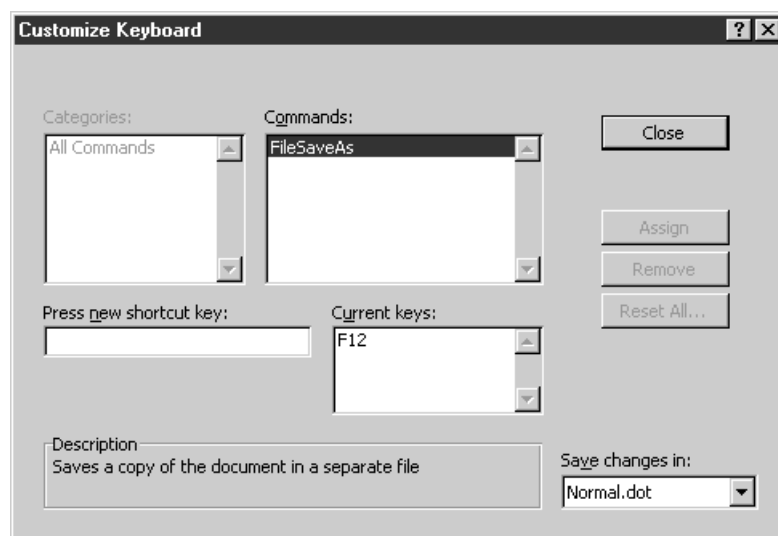 Customize Keyboard
Categories:
Commands:
All Commands
FileSaveAs
Close
Assign
Remove
Reset All...
Press new shortcut key:
Current keys:
F12
Description
Saves a copy of the document in a separate file
Save changes in:
Normal.dot